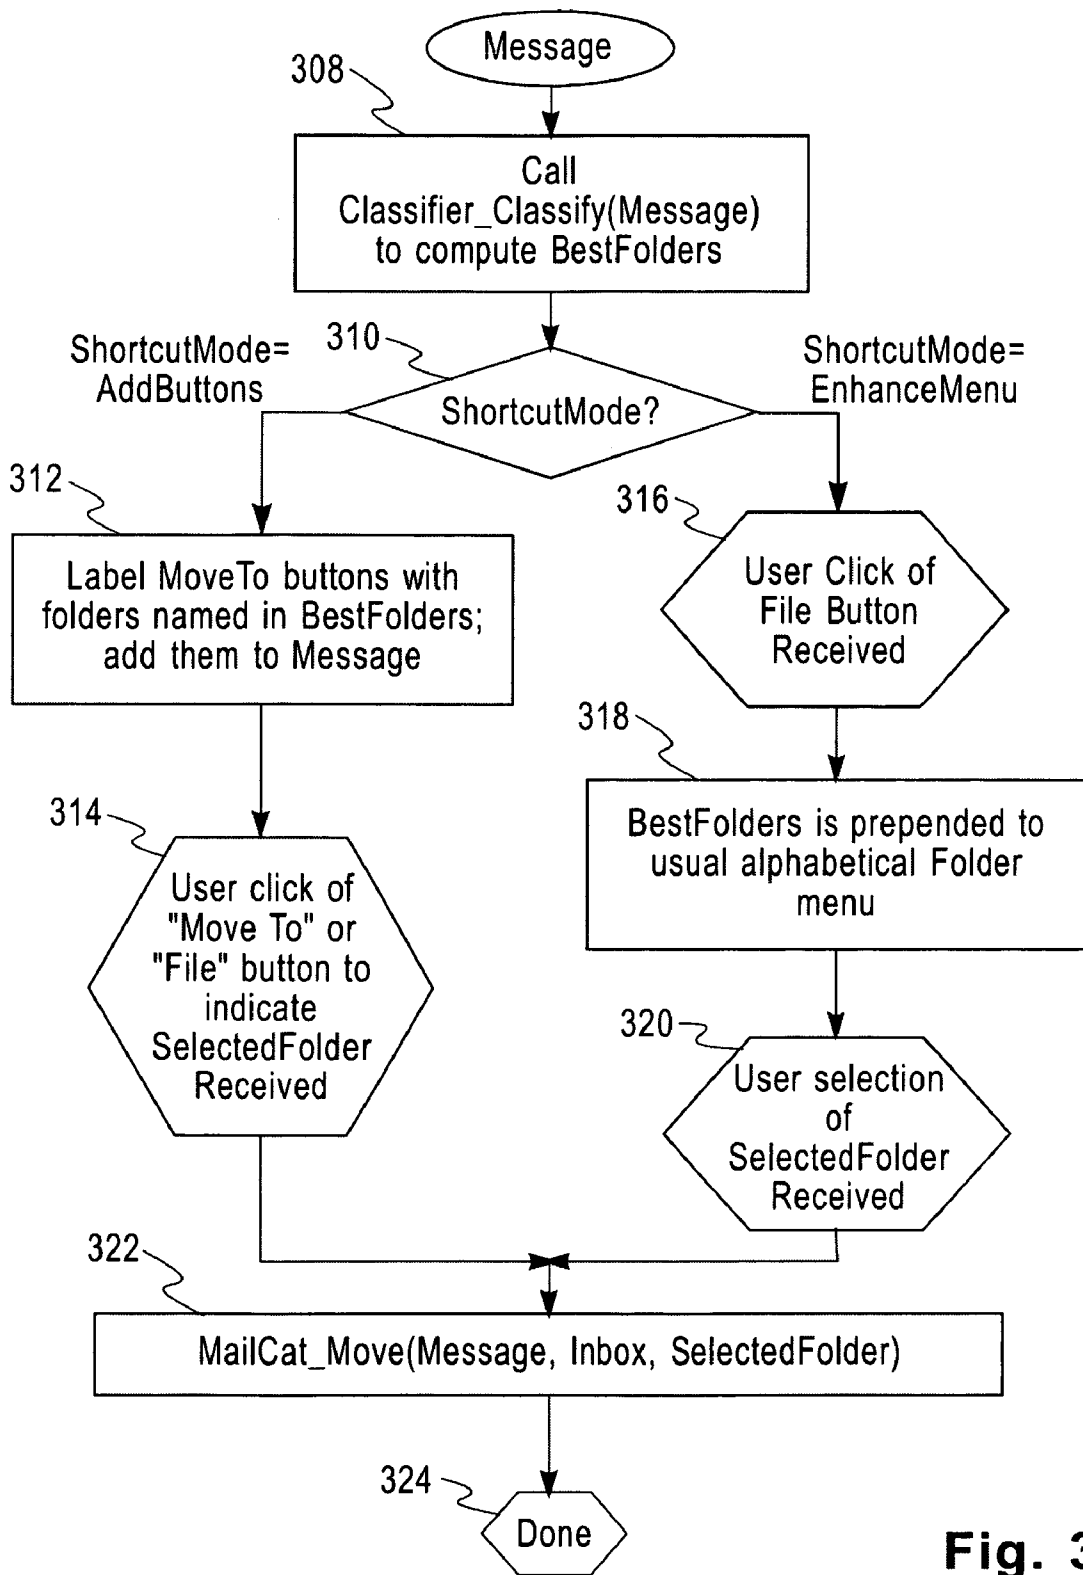 Message
308
Call
Classifier_Classify(Message)
to compute BestFolders
310
ShortcutMode=
AddButtons
ShortcutMode=
EnhanceMenu
ShortcutMode?
312
Label MoveTo buttons with
folders named in BestFolders;
add them to Message
316
User Click of
File Button
Received
318
BestFolders is prepended to
usual alphabetical Folder
menu
314
User click of
"Move To" or
"File" button to
indicate
SelectedFolder
Received
320
User selection
of
SelectedFolder
Received
322
MailCat_Move(Message, Inbox, SelectedFolder)
324
Done
Fig. 3